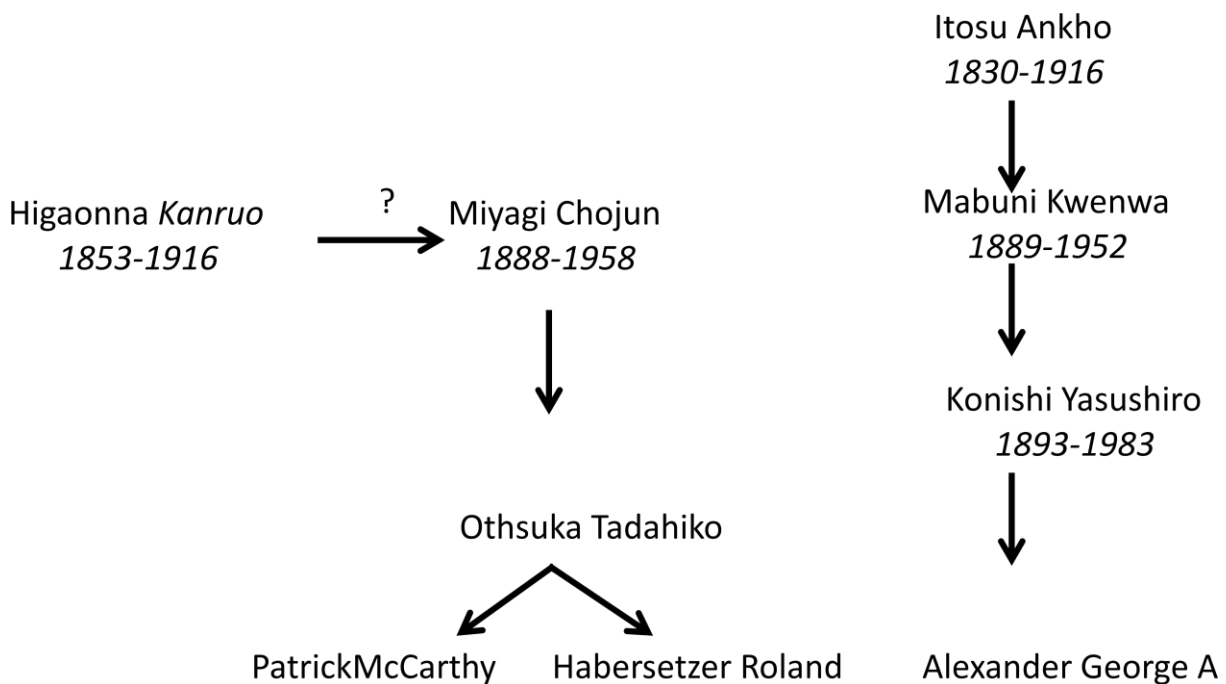 Itosu Ankho
1830-1916
?
Higaonna Kanruo
1853-1916
Miyagi Chojun
1888-1958
Mabuni Kwenwa
1889-1952
Konishi Yasushiro
1893-1983
Othsuka Tadahiko
PatrickMcCarthy
Habersetzer Roland
Alexander George A